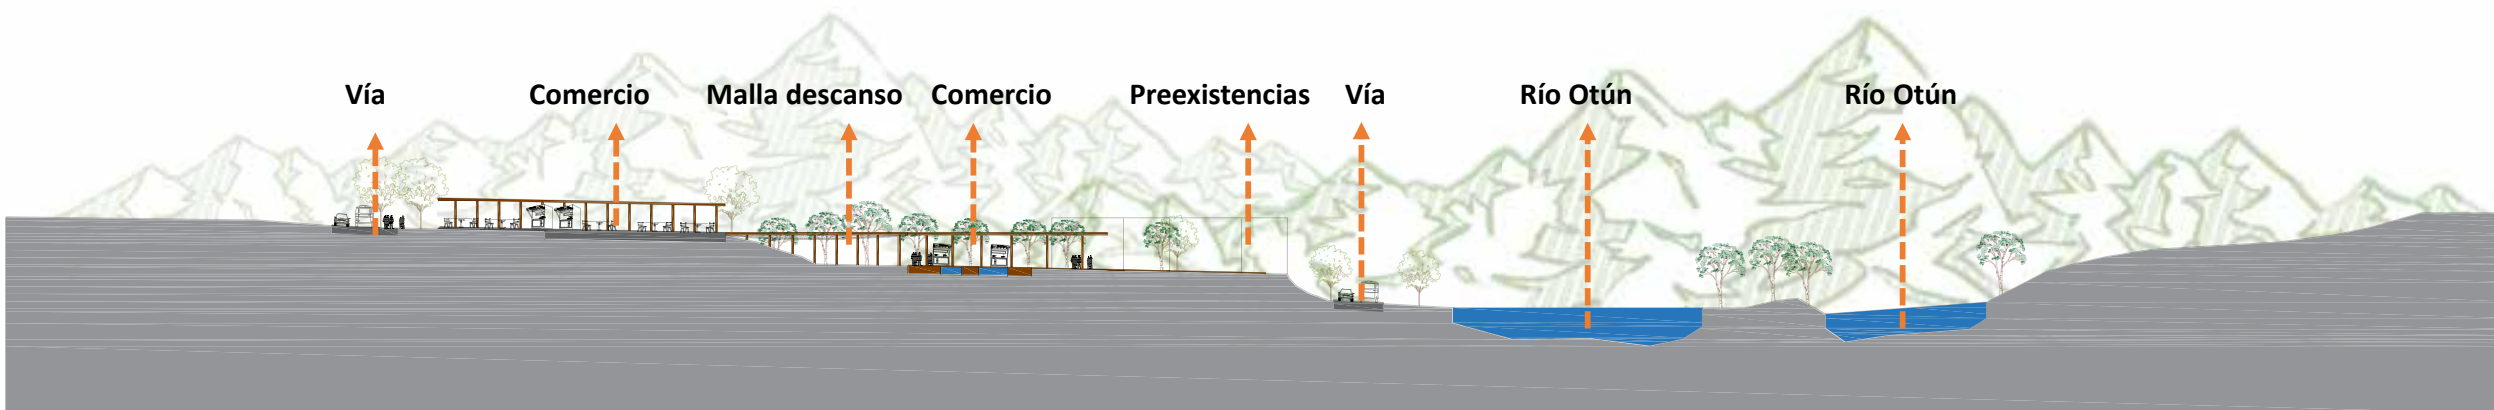 Vía
Comercio
Malla descanso
Comercio
Preexistencias
Vía
Río Otún
Río Otún